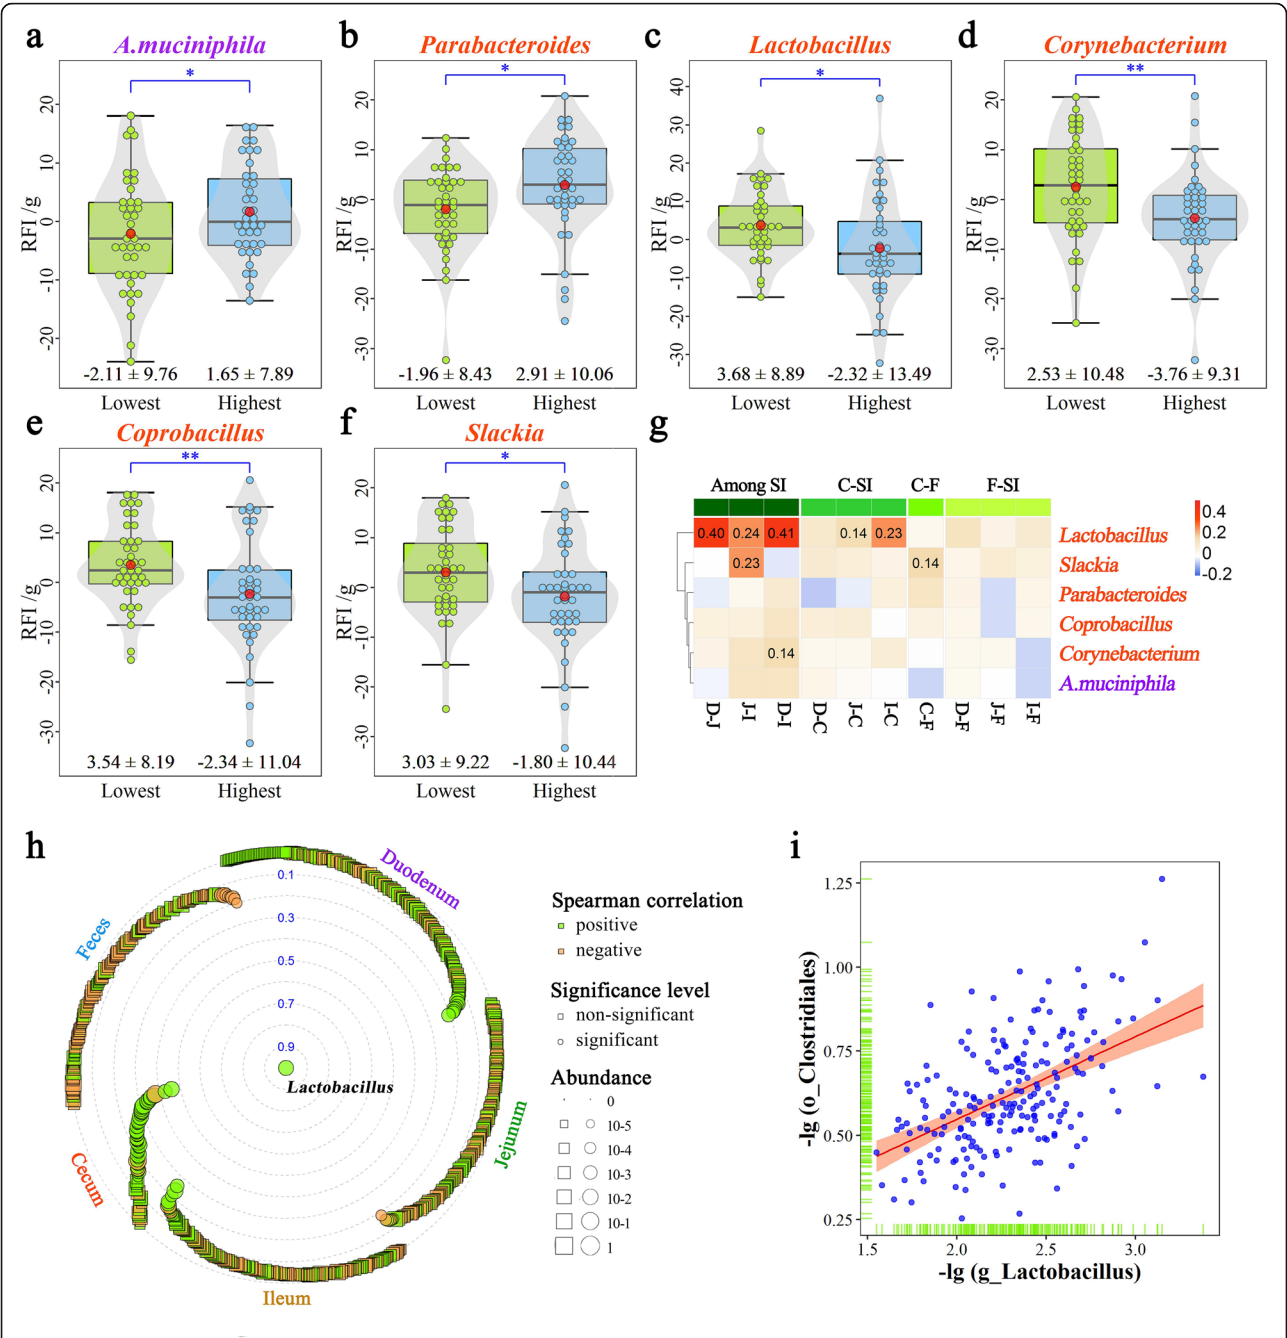 a
A.muciniphila
*
RFI /g
20
10
0
-10
-20
-2.11 ± 9.76
1.65 ± 7.89
Lowest
Highest
b
Parabacteroides
*
RFI /g
20
10
0
-10
-20
-30
-1.96 ± 8.43
2.91 ± 10.06
Lowest
Highest
c
Lactobacillus
*
RFI /g
40
30
20
10
0
-10
-20
-30
3.68 ± 8.89
-2.32 ± 13.49
Lowest
Highest
d
Corynebacterium
**
RFI /g
20
10
0
-10
-20
-30
2.53 ± 10.48
-3.76 ± 9.31
Lowest
Highest
e
Coprobacillus
**
RFI /g
20
10
0
-10
-20
-30
3.54 ± 8.19
-2.34 ± 11.04
Lowest
Highest
f
Slackia
*
RFI /g
20
10
0
-10
-20
-30
3.03 ± 9.22
-1.80 ± 10.44
Lowest
Highest
g
Among SI C-SI C-F F-SI
0.40 0.24 0.41 0.14 0.23 Lactobacillus
0.23 0.14 Slackia
Parabacteroides
Coprobacillus
0.14 Corynebacterium
A.muciniphila
D-J J-I D-I D-C J-C I-C C-F D-F J-F I-F
0.4
0.2
0
-0.2
h
Duodenum
Feces
Jejunum
Cecum
Ileum
0.1
0.3
0.5
0.7
0.9
Lactobacillus
Spearman correlation
positive
negative
Significance level
non-significant
significant
Abundance
0
10-5
10-4
10-3
10-2
10-1
1
i
-lg (o_Clostridiales)
1.25
1.00
0.75
0.50
0.25
1.5 2.0 2.5 3.0
-lg (g_Lactobacillus)